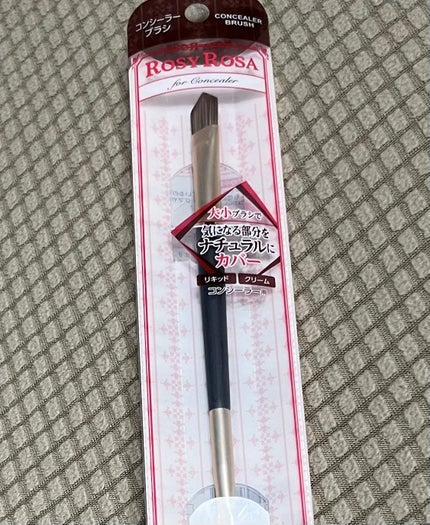 コンシーラー
ブラシ
CONCEALER
BRUSH
ROSY ROSA
for Concealer
大小ブラシで
気になる部分を
ナチュラルに
カバー
リキッド
クリーム
コンシーラー用